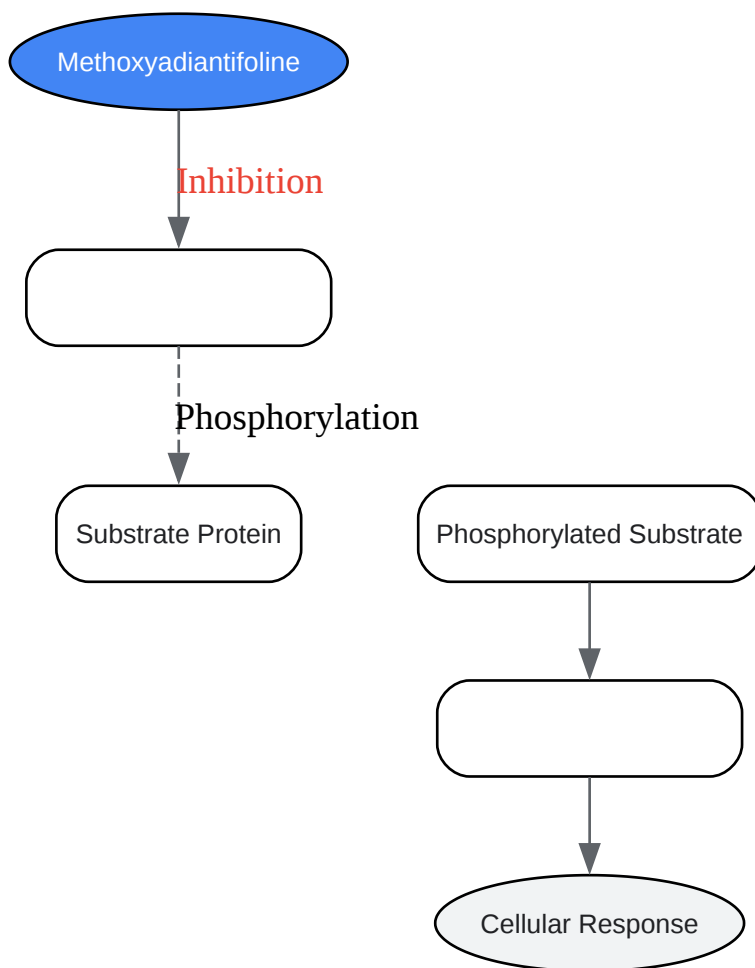 Methoxyadiantifoline
Inhibition
Phosphorylation
Substrate Protein
Phosphorylated Substrate
Cellular Response